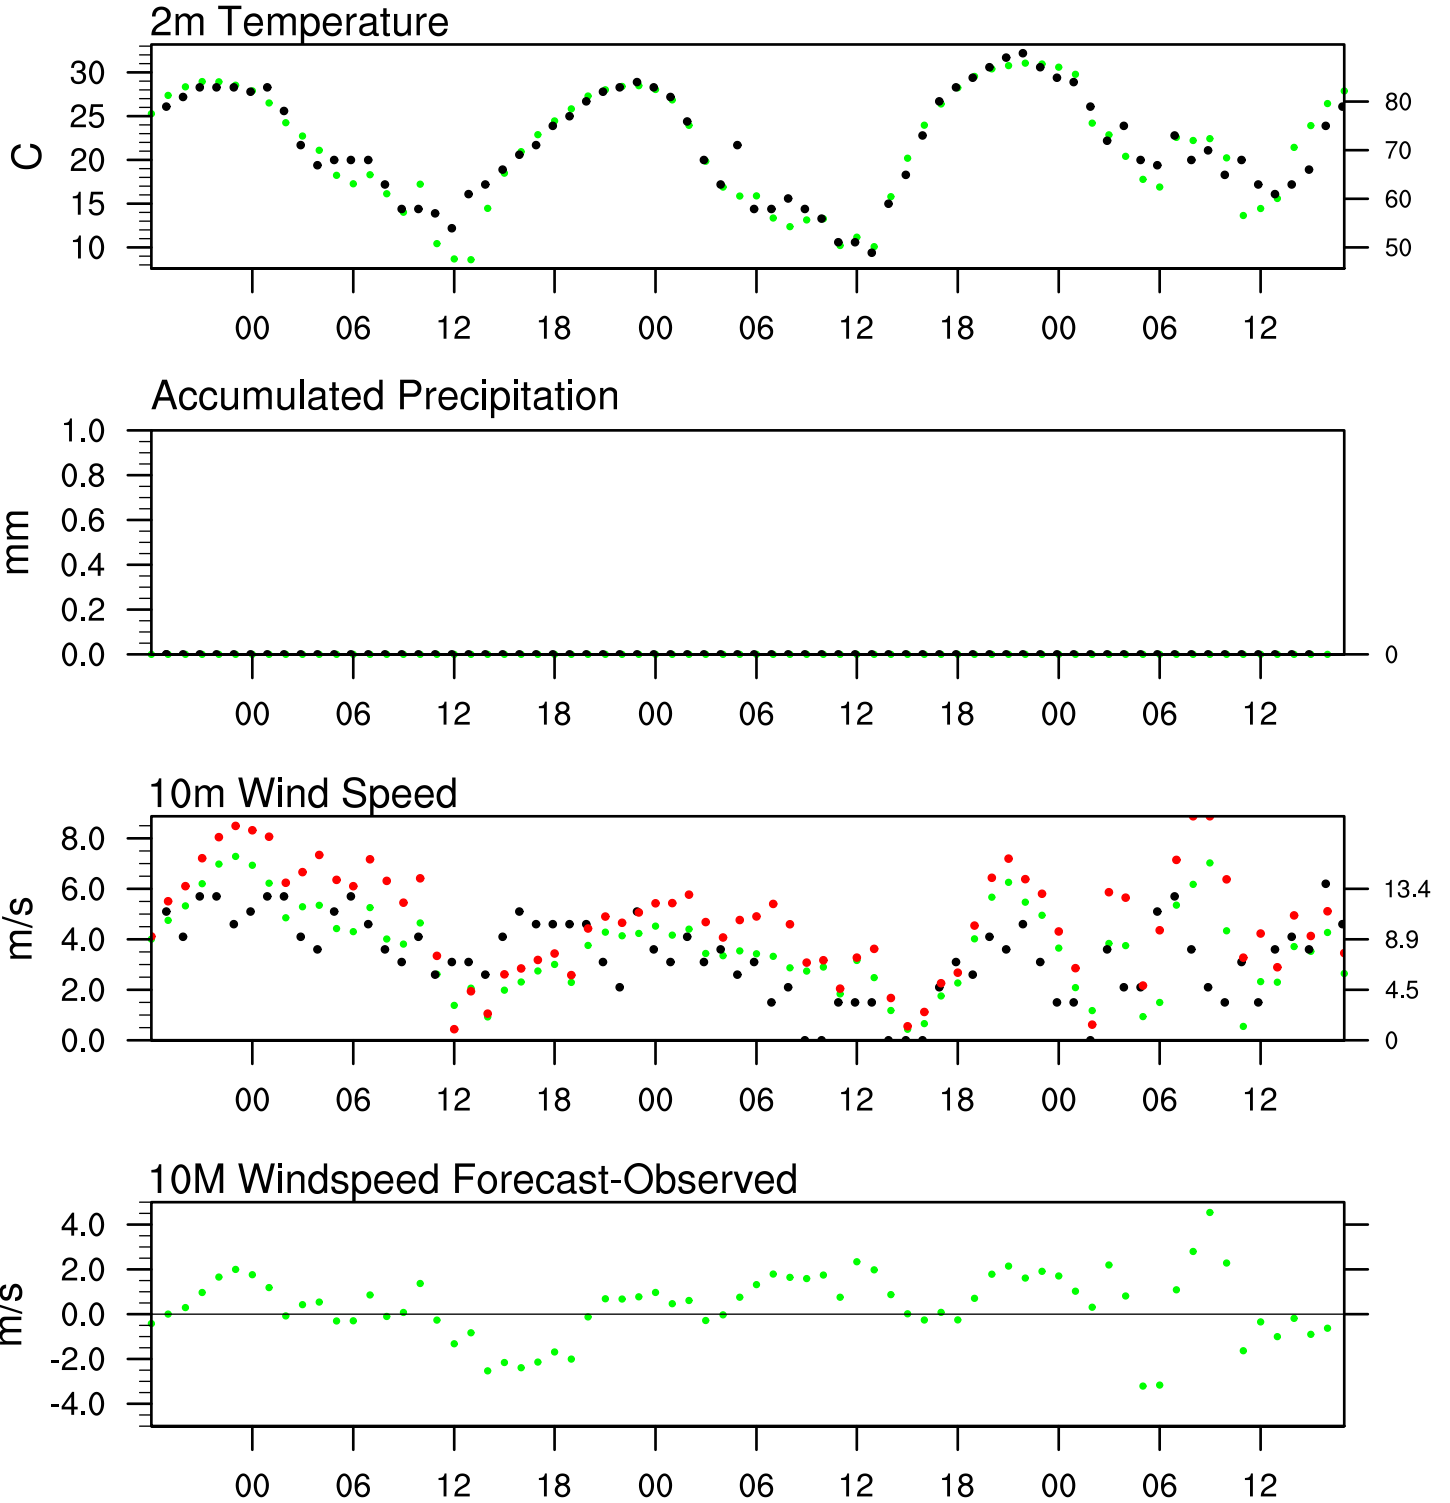 2m Temperature
30
25
20
15
10
C
80
70
60
50
00 06 12 18 00 06 12 18 00 06 12
Accumulated Precipitation
1.0
0.8
0.6
0.4
0.2
0.0
mm
0
00 06 12 18 00 06 12 18 00 06 12
10m Wind Speed
8.0
6.0
4.0
2.0
0.0
m/s
13.4
8.9
4.5
0
00 06 12 18 00 06 12 18 00 06 12
10M Windspeed Forecast-Observed
4.0
2.0
0.0
-2.0
-4.0
m/s
00 06 12 18 00 06 12 18 00 06 12